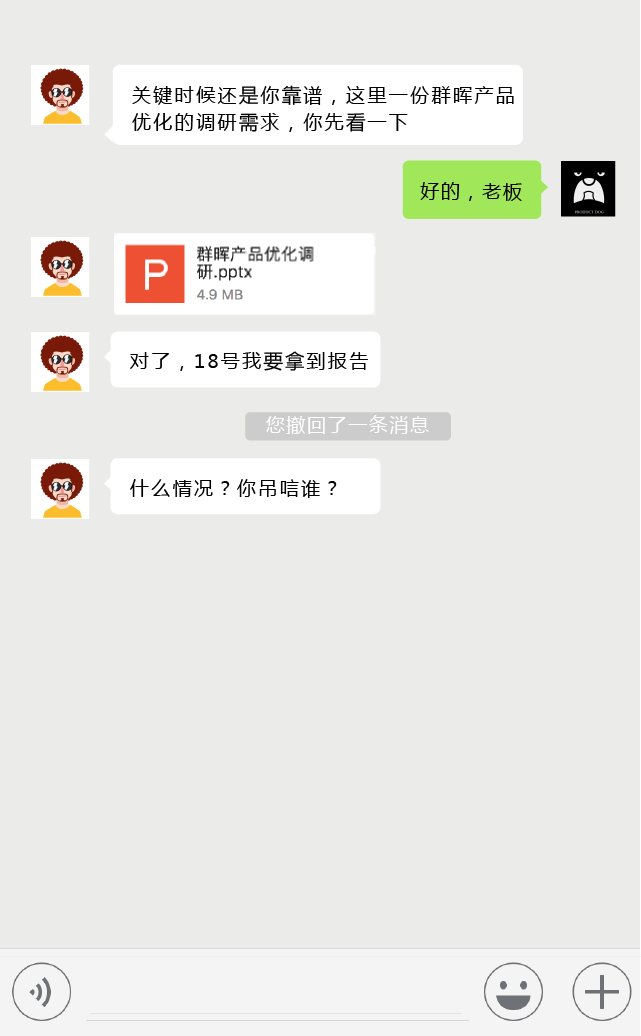 关键时候还是你靠谱，这里一份群晖产品
优化的调研需求，你先看一下
好的，老板
PRODUCT DOG
P
群晖产品优化调
研.pptx
4.9 MB
对了，18号我要拿到报告
您撤回了一条消息
什么情况？你吊唁谁？